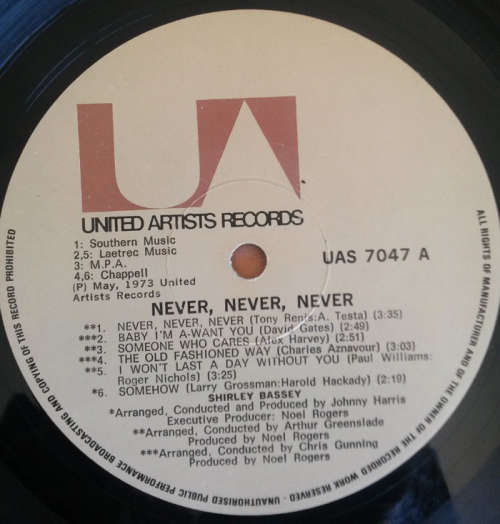 UA
UNITED ARTISTS RECORDS
1: Southern Music
2,5: Laetrec Music
3: M.P.A.
4,6: Chappell
(P) May, 1973 United
Artists Records
UAS 7047 A
NEVER, NEVER, NEVER
**1. NEVER, NEVER, NEVER (Tony Renis:A. Testa) (3:35)
***2. BABY I'M A-WANT YOU (David Gates) (2:49)
**3. SOMEONE WHO CARES (Alex Harvey) (2:51)
***4. THE OLD FASHIONED WAY (Charles Aznavour) (3:03)
**5. I WON'T LAST A DAY WITHOUT YOU (Paul Williams:
Roger Nichols) (3:25)
*6. SOMEHOW (Larry Grossman:Harold Hackady) (2:19)
SHIRLEY BASSEY
*Arranged, Conducted and Produced by Johnny Harris
Executive Producer: Noel Rogers
**Arranged, Conducted by Arthur Greenslade
Produced by Noel Rogers
***Arranged, Conducted by Chris Gunning
Produced by Noel Rogers
ALL RIGHTS OF MANUFACTURER AND OF THE OWNER OF THE RECORDED WORK RESERVED - UNAUTHORISED PUBLIC PERFORMANCE BROADCASTING AND COPYING OF THIS RECORD PROHIBITED